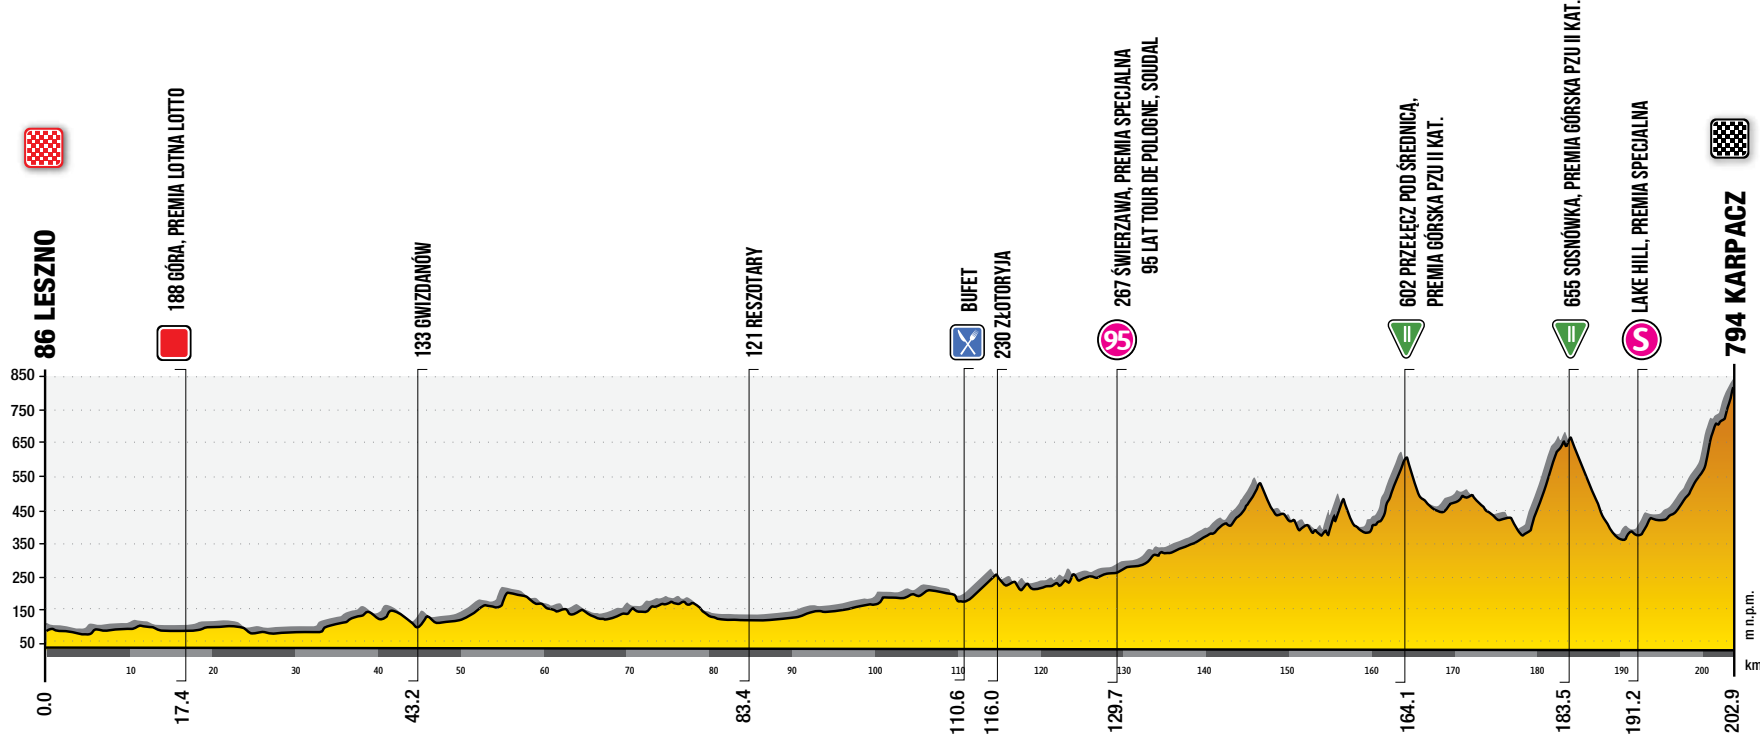 86 LESZNO
188 GÓRA, PREMIA LOTNA LOTTO
133 GWIZDANÓW
121 RESZOTARY
BUFET
230 ZŁOTORYJA
267 ŚWIERZAWA, PREMIA SPECJALNA
95 LAT TOUR DE POLOGNE, SOUDAL
602 PRZEŁĘCZ POD ŚREDNICĄ,
PREMIA GÓRSKA PZU II KAT.
655 SOSNÓWKA, PREMIA GÓRSKA PZU II KAT.
LAKE HILL, PREMIA SPECJALNA
794 KARPACZ
95
II
II
S
850
750
650
550
450
350
250
150
50
m n.p.m.
10 20 30 40 50 60 70 80 90 100 110 120 130 140 150 160 170 180 190 200 km
0.0
17.4
43.2
83.4
110.6
116.0
129.7
164.1
183.5
191.2
202.9